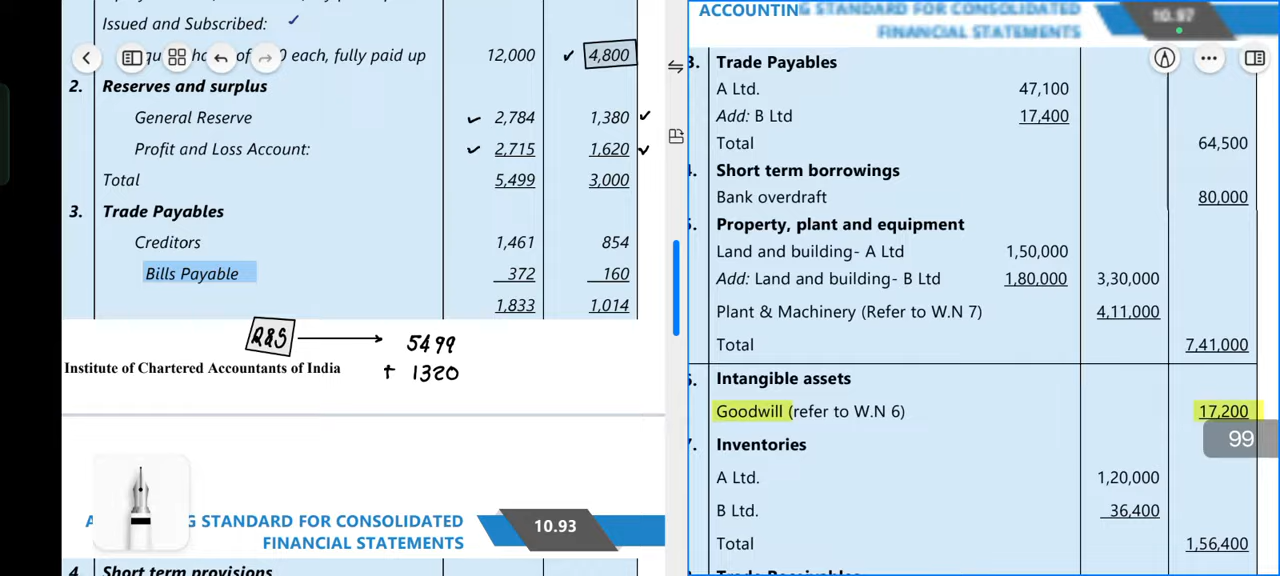 Issued and Subscribed: ✓
of 0 each, fully paid up 12,000 ✓ 4,800
2. Reserves and surplus
General Reserve ✓ 2,784 1,380 ✓
Profit and Loss Account: ✓ 2,715 1,620 ✓
Total 5,499 3,000
3. Trade Payables
Creditors 1,461 854
Bills Payable 372 160
1,833 1,014
R&S → 5499
Institute of Chartered Accountants of India + 1320
G STANDARD FOR CONSOLIDATED
FINANCIAL STATEMENTS
10.93
4. Short term provisions
ACCOUNTING STANDARD FOR CONSOLIDATED
FINANCIAL STATEMENTS
10.97
3. Trade Payables
A Ltd. 47,100
Add: B Ltd 17,400
Total 64,500
4. Short term borrowings
Bank overdraft 80,000
5. Property, plant and equipment
Land and building- A Ltd 1,50,000
Add: Land and building- B Ltd 1,80,000 3,30,000
Plant & Machinery (Refer to W.N 7) 4,11,000
Total 7,41,000
6. Intangible assets
Goodwill (refer to W.N 6) 17,200
99
7. Inventories
A Ltd. 1,20,000
B Ltd. 36,400
Total 1,56,400
Trade Receivables